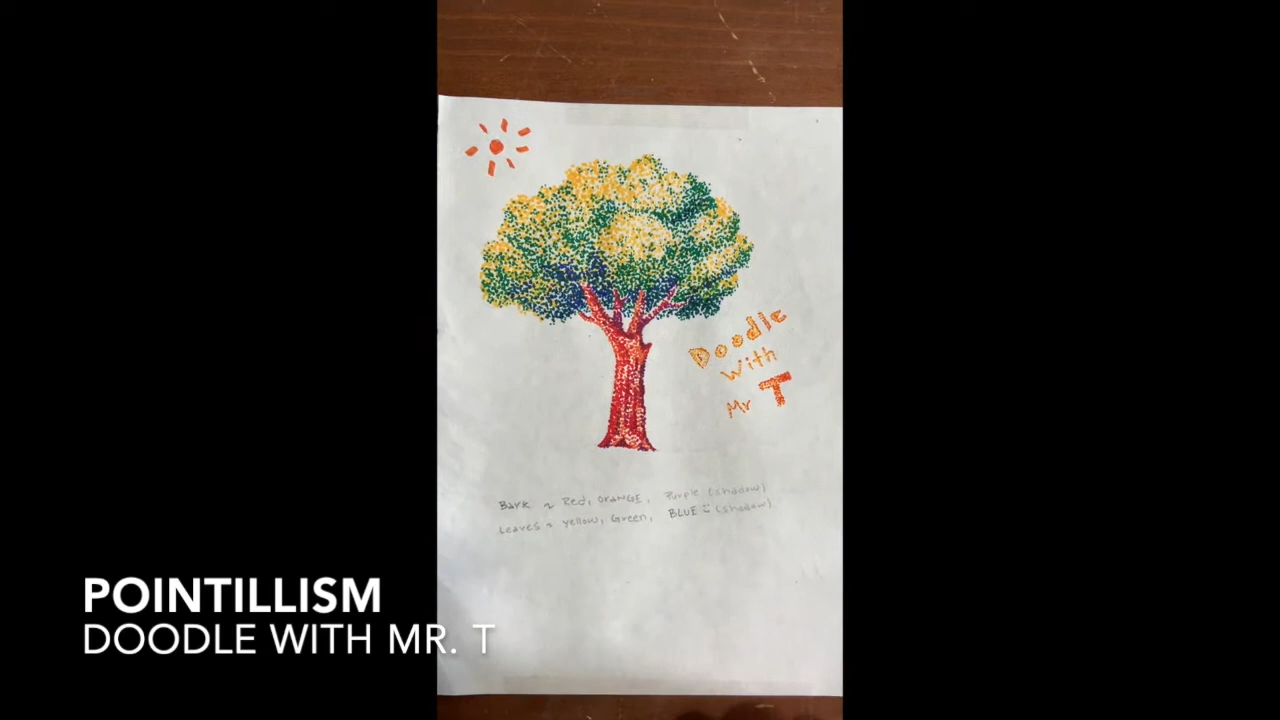 Doodle
With
Mr T
Bark ~ Red, ORANGE, Purple (shadow)
Leaves ~ yellow, Green, BLUE ~ (shadow)
POINTILLISM
DOODLE WITH MR. T